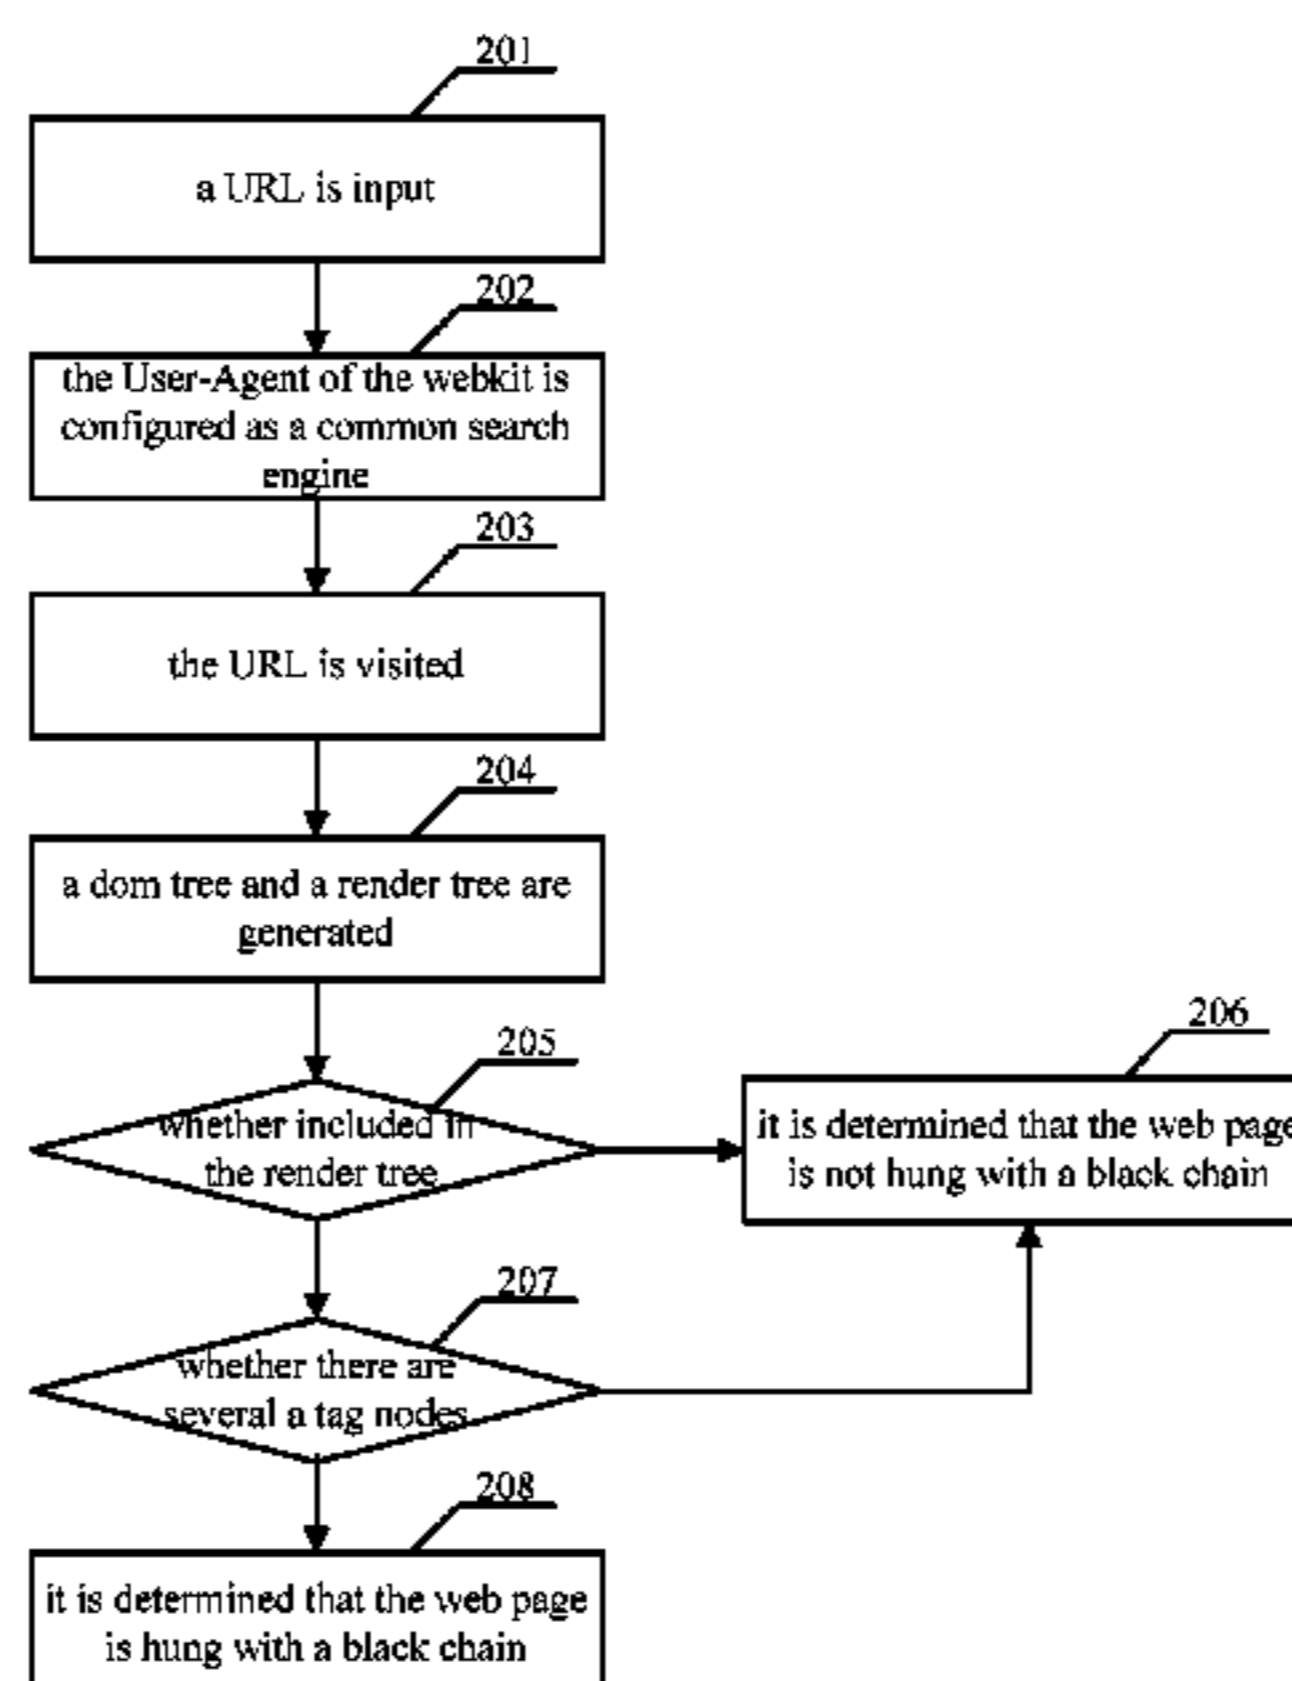 201
a URL is input
202
the User-Agent of the webkit is
configured as a common search
engine
203
the URL is visited
204
a dom tree and a render tree are
generated
205
whether included in
the render tree
206
it is determined that the web page
is not hung with a black chain
207
whether there are
several a tag nodes
208
it is determined that the web page
is hung with a black chain